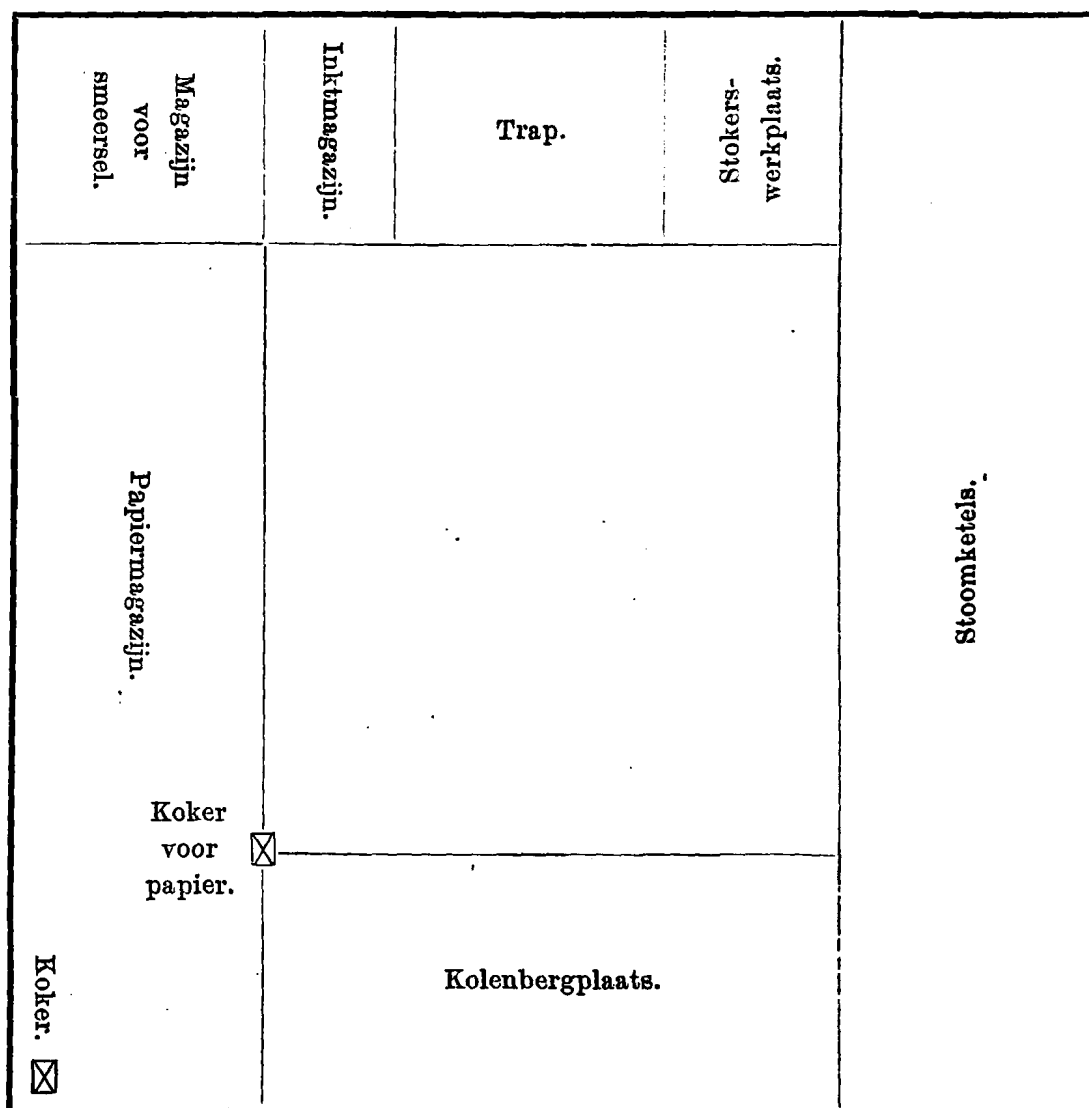 Magazijn
voor
smeersel.
Inktmagazijn.
Trap.
Stokers-
werkplaats.
Papiermagazijn.
Stoomketels.
Koker
voor
papier.
Kolenbergplaats.
Koker.